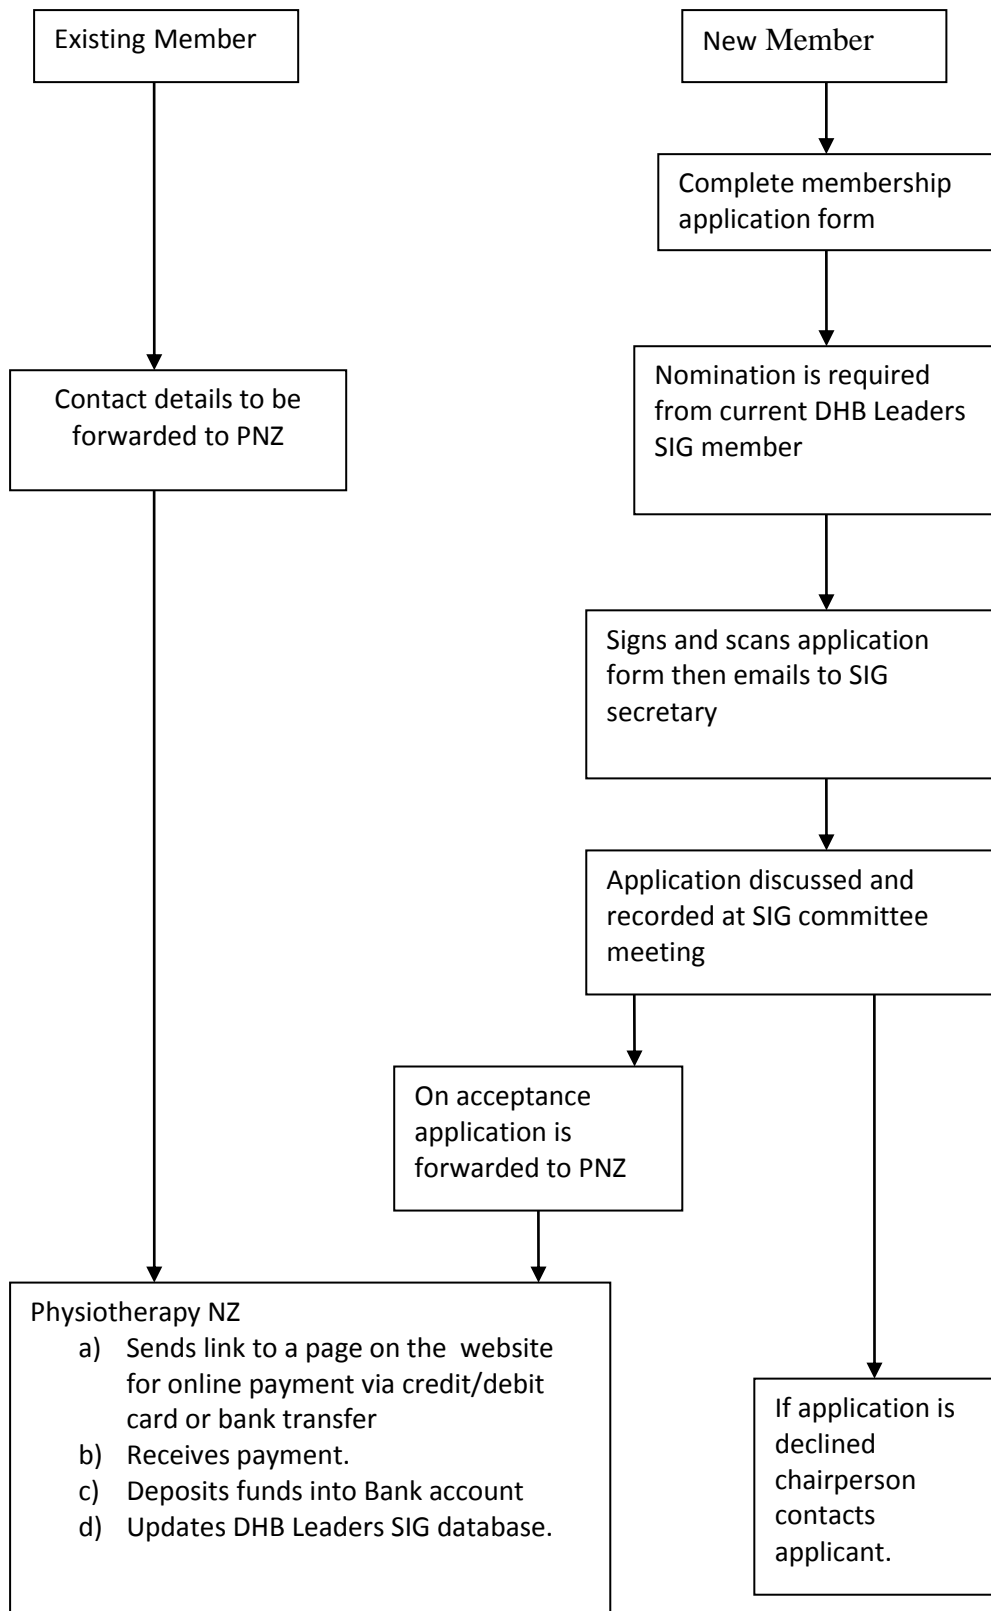 Existing Member
New Member
Complete membership
application form
Contact details to be
forwarded to PNZ
Nomination is required
from current DHB Leaders
SIG member
Signs and scans application
form then emails to SIG
secretary
Application discussed and
recorded at SIG committee
meeting
On acceptance
application is
forwarded to PNZ
Physiotherapy NZ
a) Sends link to a page on the website
for online payment via credit/debit
card or bank transfer
b) Receives payment.
c) Deposits funds into Bank account
d) Updates DHB Leaders SIG database.
If application is
declined
chairperson
contacts
applicant.